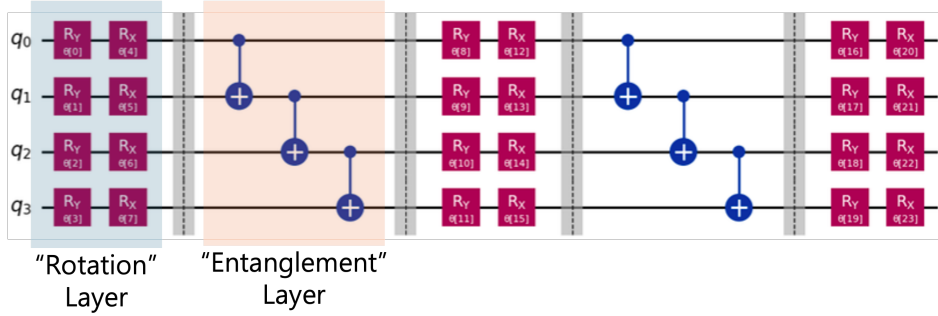 q0 RY θ[0] RX θ[4] RY θ[8] RX θ[12] RY θ[16] RX θ[20]
q1 RY θ[1] RX θ[5] RY θ[9] RX θ[13] RY θ[17] RX θ[21]
q2 RY θ[2] RX θ[6] RY θ[10] RX θ[14] RY θ[18] RX θ[22]
q3 RY θ[3] RX θ[7] RY θ[11] RX θ[15] RY θ[19] RX θ[23]
“Rotation”
Layer
“Entanglement”
Layer